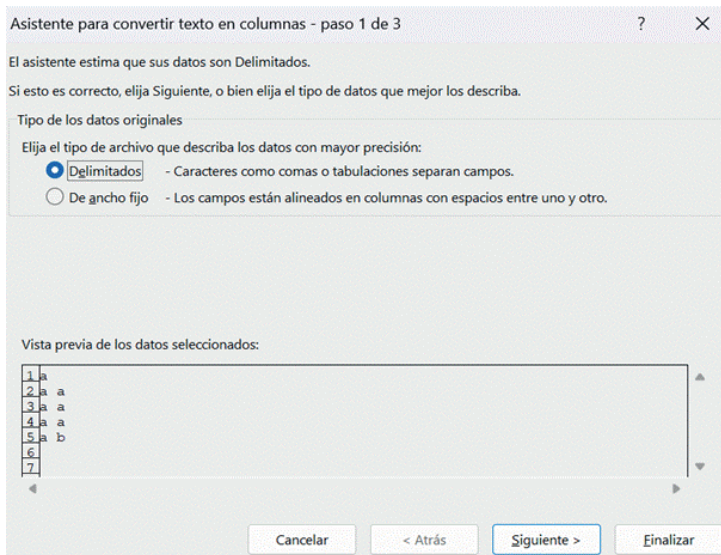 Asistente para convertir texto en columnas - paso 1 de 3 ? ✕
El asistente estima que sus datos son Delimitados.
Si esto es correcto, elija Siguiente, o bien elija el tipo de datos que mejor los describa.
Tipo de los datos originales
Elija el tipo de archivo que describa los datos con mayor precisión:
Delimitados - Caracteres como comas o tabulaciones separan campos.
De ancho fijo - Los campos están alineados en columnas con espacios entre uno y otro.
Vista previa de los datos seleccionados:
1 a
2 a a
3 a a
4 a a
5 a b
6
7
Cancelar < Atrás Siguiente > Finalizar